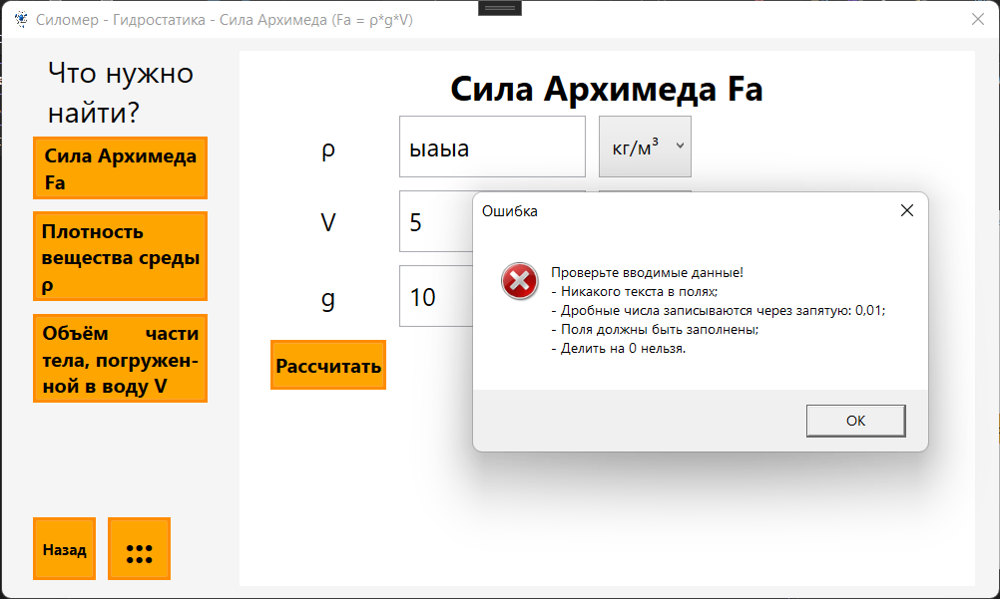 Силомер - Гидростатика - Сила Архимеда (Fa = ρ*g*V)
Что нужно
найти?
Сила Архимеда
Fa
Плотность
вещества среды
ρ
Объём части
тела, погружен-
ной в воду V
Назад
Сила Архимеда Fa
ρ
ыаыа
кг/м³
V
5
g
10
Рассчитать
Ошибка
Проверьте вводимые данные!
- Никакого текста в полях;
- Дробные числа записываются через запятую: 0,01;
- Поля должны быть заполнены;
- Делить на 0 нельзя.
OK